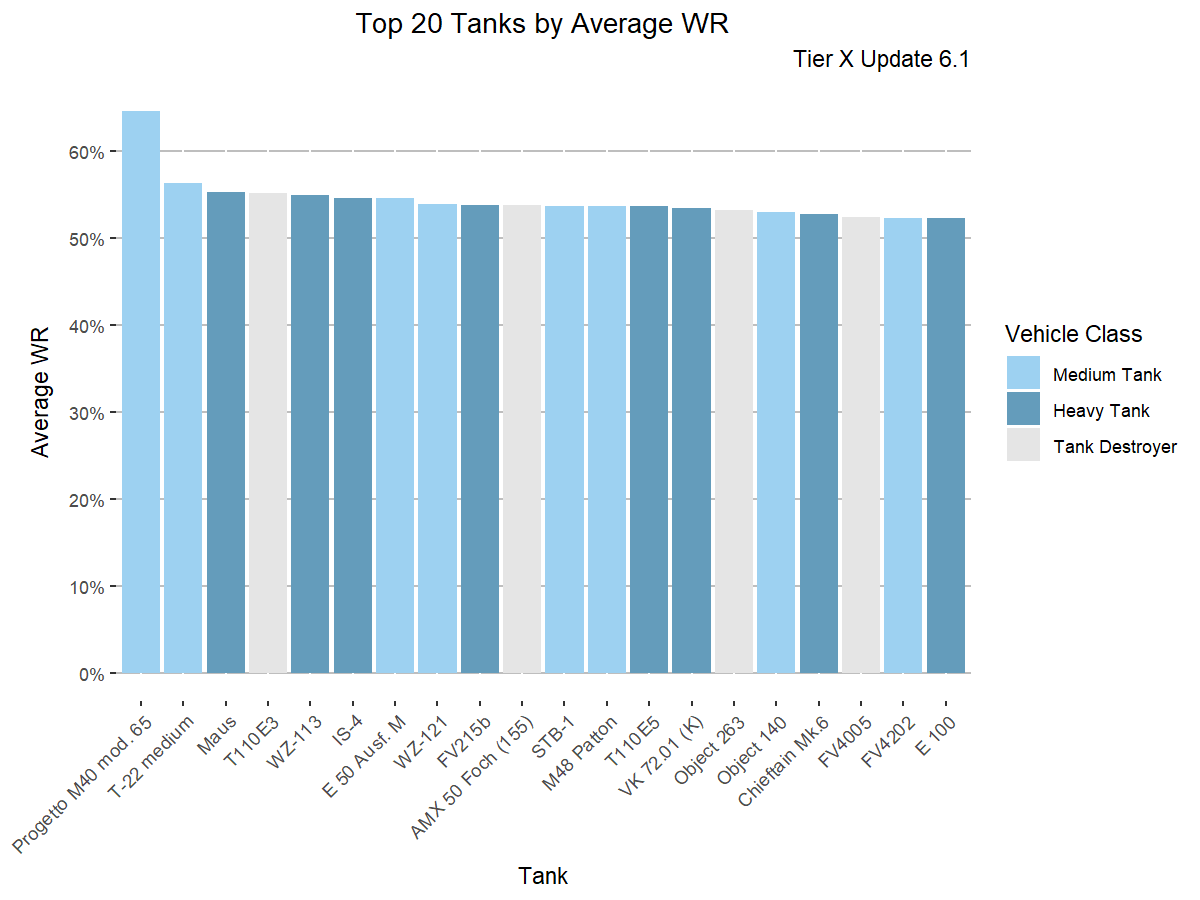 Top 20 Tanks by Average WR
Tier X Update 6.1
Average WR
60%
50%
40%
30%
20%
10%
0%
Progetto M40 mod. 65
T-22 medium
Maus
T110E3
WZ-113
IS-4
E 50 Ausf. M
WZ-121
FV215b
AMX 50 Foch (155)
STB-1
M48 Patton
T110E5
VK 72.01 (K)
Object 263
Object 140
Chieftain Mk.6
FV4005
FV4202
E 100
Tank
Vehicle Class
Medium Tank
Heavy Tank
Tank Destroyer